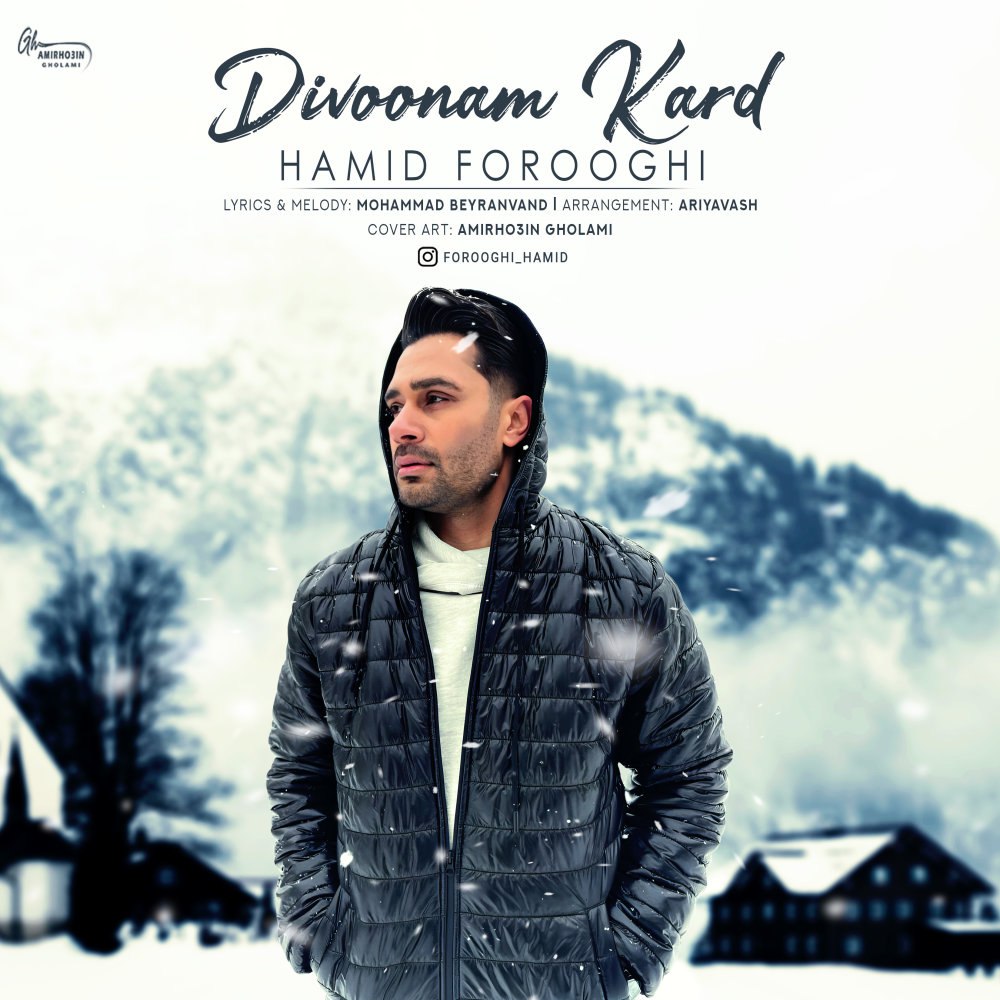 Gh
AMIRHO3IN
GHOLAMI
Divoonam Kard
HAMID FOROOGHI
LYRICS & MELODY: MOHAMMAD BEYRANVAND | ARRANGEMENT: ARIYAVASH
COVER ART: AMIRHO3IN GHOLAMI
FOROOGHI_HAMID